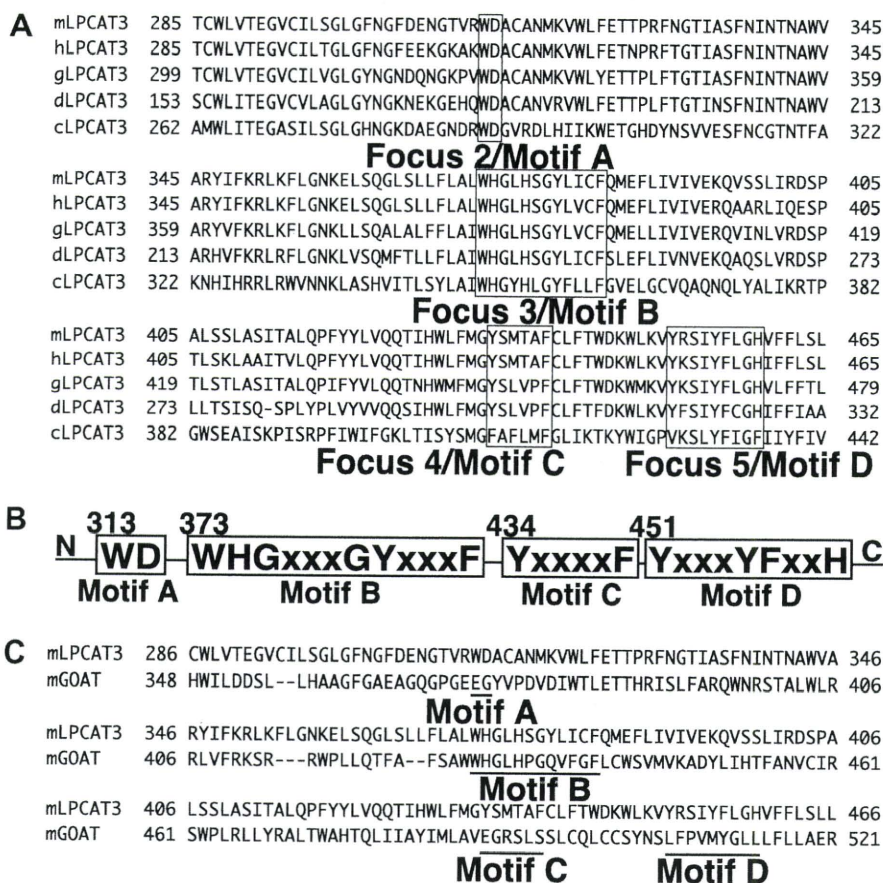 A
mLPCAT3 285 TCWLVTEGVCILSGLGFNGFDENGTVRWDACANMKVWLFETTPRFNGTIASFNINTNAWV 345
hLPCAT3 285 TCWLVTEGVCILTGLGFNGFEEKGKAKWDACANMKVWLFETNPRFTGTIASFNINTNAWV 345
gLPCAT3 299 TCWLVTEGVCILVGLGYNGNDQNGKPVWDACANMKVWLYETTPLFTGTIASFNINTNAWV 359
dLPCAT3 153 SCWLITEGVCVLAGLGYNGKNEKGEHQWDACANVRVWLFETTPLFTGTINSFNINTNAWV 213
cLPCAT3 262 AMWLITEGASILSGLGHNGKDAEGNDRWDGVRDLHIIKWETGHDYNSVVESFNCGTNTFA 322
Focus 2/Motif A
mLPCAT3 345 ARYIFKRLKFLGNKELSQGLSLLFLALWHGLHSGYLICFQMEFLIVIVEKQVSSLIRDSP 405
hLPCAT3 345 ARYIFKRLKFLGNKELSQGLSLLFLALWHGLHSGYLVCFQMEFLIVIVERQAARLIQESP 405
gLPCAT3 359 ARYVFKRLKFLGNKLLSQALALFFLAIWHGLHSGYLVCFQMELLIVIVERQVINLVRDSP 419
dLPCAT3 213 ARHVFKRLRFLGNKLVSQMFTLLFLAIWHGLHSGYLICFSLEFLIVNVEKQAQSLVRDSP 273
cLPCAT3 322 KNHIHRRLRWVNNKLASHVITLSYLAIWHGYHLGYFLLFGVELGCVQAQNQLYALIKRTP 382
Focus 3/Motif B
mLPCAT3 405 ALSSLASITALQPFYYLVQQTIHWLFMGYSMTAFCLFTWDKWLKVYRSIYFLGHVFFLSL 465
hLPCAT3 405 TLSKLAAITVLQPFYYLVQQTIHWLFMGYSMTAFCLFTWDKWLKVYKSIYFLGHIFFLSL 465
gLPCAT3 419 TLSTLASITALQPIFYVLQQTNHWMFMGYSLVPFCLFTWDKWMKVYKSIYFLGHVLFFTL 479
dLPCAT3 273 LLTSISQ-SPLYPLVYVVQQSIHWLFMGYSMTAFCLFTFDKWLKVYFSIYFCGHIFFIAA 332
cLPCAT3 382 GWSEAISKPISRPFIWIFGKLTISYSMGFAFLMFGLIKTKYWIGPVKSLYFIGFIIYFIV 442
Focus 4/Motif C Focus 5/Motif D
B
313 373 434 451
N WD WHGxxxGYxxxF YxxxxF YxxxYFxxH C
Motif A Motif B Motif C Motif D
C
mLPCAT3 286 CWLVTEGVCILSGLGFNGFDENGTVRWDACANMKVWLFETTPRFNGTIASFNINTNAWVA 346
mGOAT 348 HWILDDSL--LHAAGFGAEAGQGPGEEGYVPDVDIWTLETTHRISLFARQWNRSTALWLR 406
Motif A
mLPCAT3 346 RYIFKRLKFLGNKELSQGLSLLFLALWHGLHSGYLICFQMEFLIVIVEKQVSSLIRDSPA 406
mGOAT 406 RLVFRKSR---RWPLLQTFA--FSAWWHGLHPGQVFGFLCWSVMVKADYLIHTFANVCIR 461
Motif B
mLPCAT3 406 LSSLASITALQPFYYLVQQTIHWLFMGYSMTAFCLFTWDKWLKVYRSIYFLGHVFFLSLL 466
mGOAT 461 SWPLRLLYRALTWAHTQLIIAYIMLAVEGRSLSSLCQLCCSYNSLFPVMYGLLLFLLAER 521
Motif C Motif D